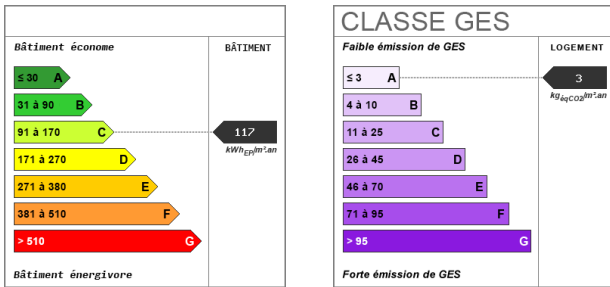 Bâtiment économe
BÂTIMENT
≤ 30 A
31 à 90 B
91 à 170 C
117
kWhEP/m².an
171 à 270 D
271 à 380 E
381 à 510 F
> 510 G
Bâtiment énergivore
CLASSE GES
Faible émission de GES
LOGEMENT
≤ 3 A
3
kgéqCO2/m².an
4 à 10 B
11 à 25 C
26 à 45 D
46 à 70 E
71 à 95 F
> 95 G
Forte émission de GES